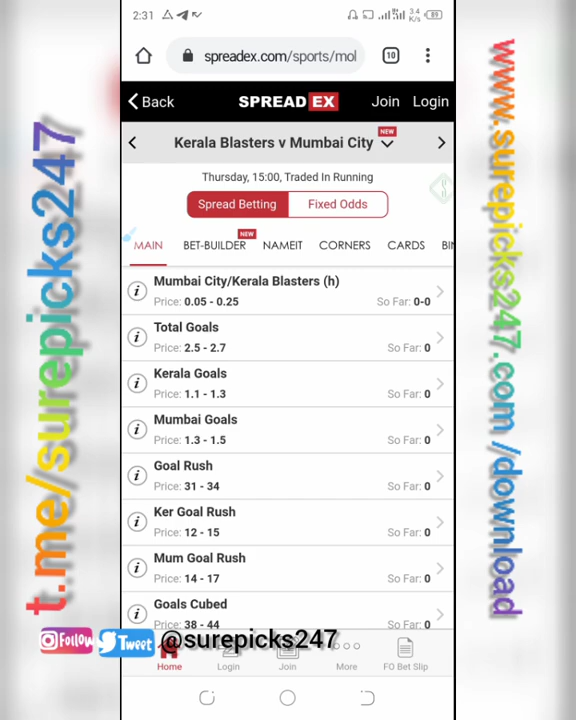 2:31
3.4
K/s
89
spreadex.com/sports/mol
10
Back
SPREADEX
Join
Login
NEW
Kerala Blasters v Mumbai City
Thursday, 15:00, Traded In Running
Spread Betting
Fixed Odds
NEW
MAIN
BET-BUILDER
NAMEIT
CORNERS
CARDS
BIN
Mumbai City/Kerala Blasters (h)
Price: 0.05 - 0.25
So Far: 0-0
Total Goals
Price: 2.5 - 2.7
So Far: 0
Kerala Goals
Price: 1.1 - 1.3
So Far: 0
Mumbai Goals
Price: 1.3 - 1.5
So Far: 0
Goal Rush
Price: 31 - 34
So Far: 0
Ker Goal Rush
Price: 12 - 15
So Far: 0
Mum Goal Rush
Price: 14 - 17
So Far: 0
Goals Cubed
Price: 38 - 44
So Far: 0
Follow
Tweet
@surepicks247
Home
Login
Join
More
FO Bet Slip
t.me/surepicks247
www.surepicks247.com/download